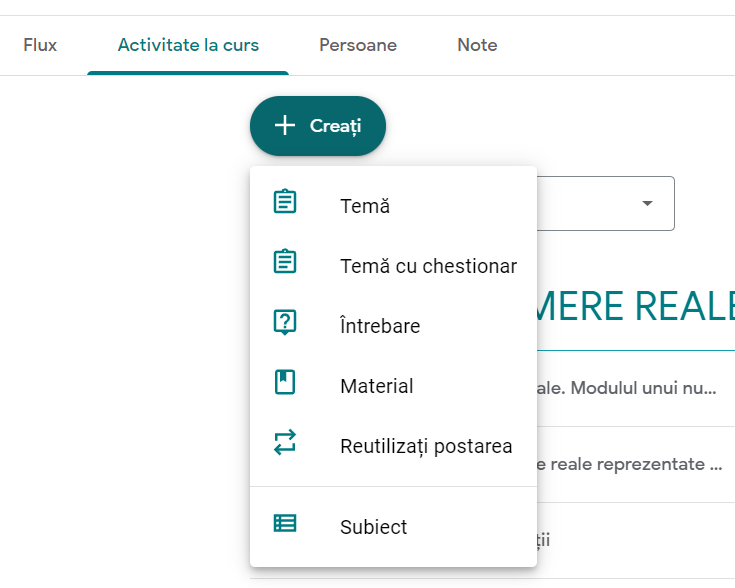 Flux
Activitate la curs
Persoane
Note
Creați
Temă
Temă cu chestionar
Întrebare
MERE REALE
Material
ale. Modulul unui nu...
Reutilizați postarea
e reale reprezentate ...
Subiect
ții